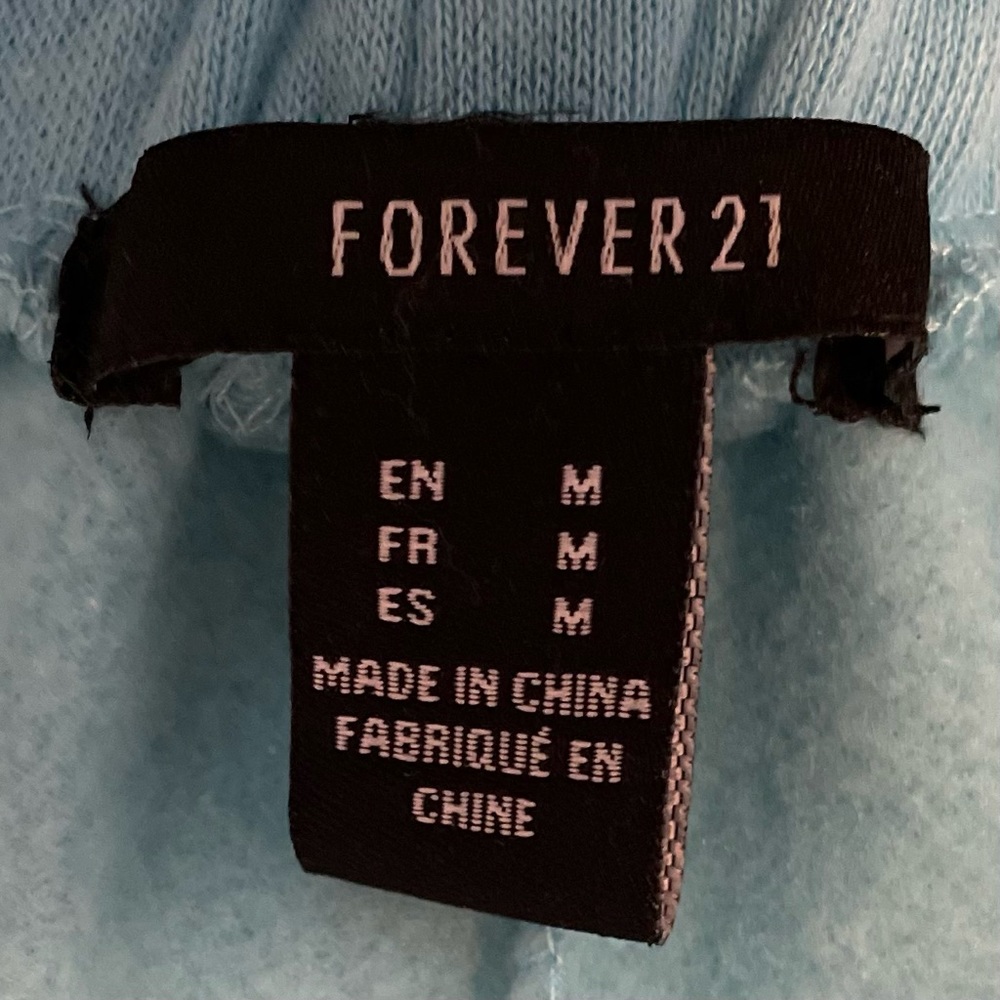 FOREVER 21
EN M
FR M
ES M
MADE IN CHINA
FABRIQUÉ EN
CHINE